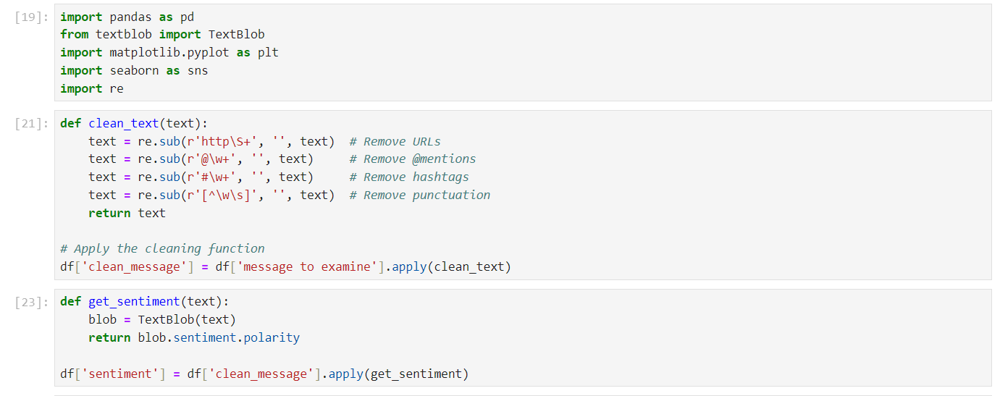 [19]: import pandas as pd
from textblob import TextBlob
import matplotlib.pyplot as plt
import seaborn as sns
import re
[21]: def clean_text(text):
    text = re.sub(r'http\S+', '', text)  # Remove URLs
    text = re.sub(r'@\w+', '', text)     # Remove @mentions
    text = re.sub(r'#\w+', '', text)     # Remove hashtags
    text = re.sub(r'[^\w\s]', '', text)  # Remove punctuation
    return text

# Apply the cleaning function
df['clean_message'] = df['message to examine'].apply(clean_text)
[23]: def get_sentiment(text):
    blob = TextBlob(text)
    return blob.sentiment.polarity

df['sentiment'] = df['clean_message'].apply(get_sentiment)